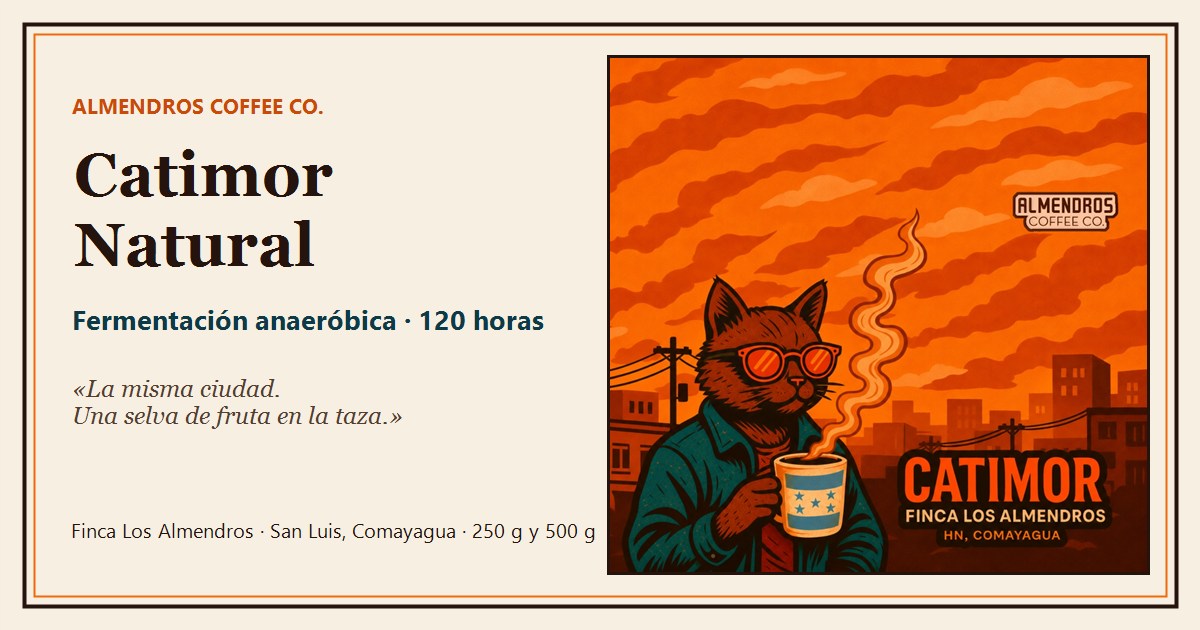 ALMENDROS COFFEE CO.
Catimor
Natural
Fermentación anaeróbica · 120 horas
«La misma ciudad.
Una selva de fruta en la taza.»
Finca Los Almendros · San Luis, Comayagua · 250 g y 500 g
ALMENDROS
COFFEE CO.
CATIMOR
FINCA LOS ALMENDROS
HN, COMAYAGUA